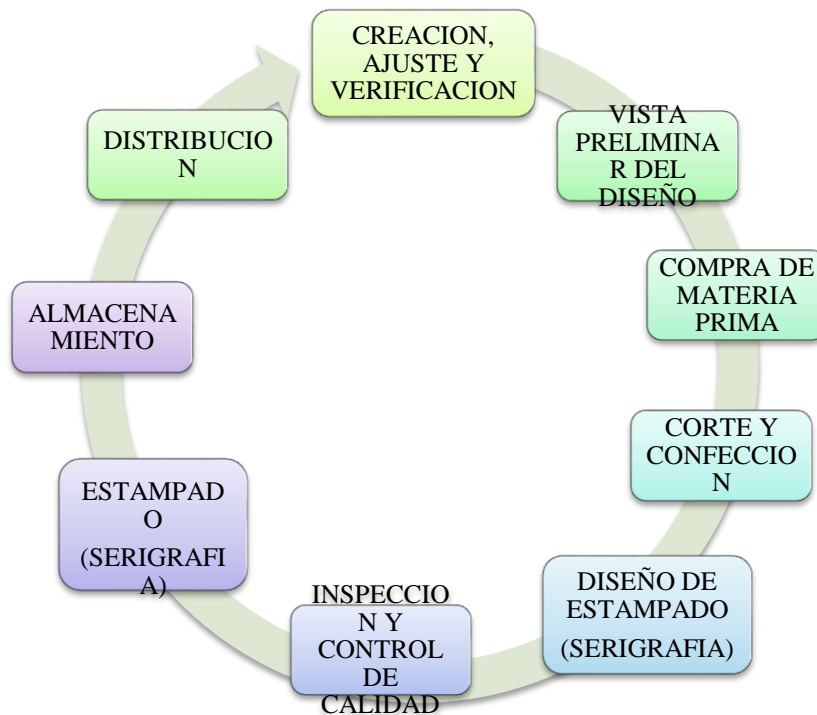 CREACION,
AJUSTE Y
VERIFICACION
VISTA
PRELIMINA
R DEL
DISEÑO
COMPRA DE
MATERIA
PRIMA
CORTE Y
CONFECCIO
N
DISEÑO DE
ESTAMPADO
(SERIGRAFIA)
INSPECCIO
N Y
CONTROL
DE
CALIDAD
ESTAMPAD
O
(SERIGRAFI
A)
ALMACENA
MIENTO
DISTRIBUCIO
N